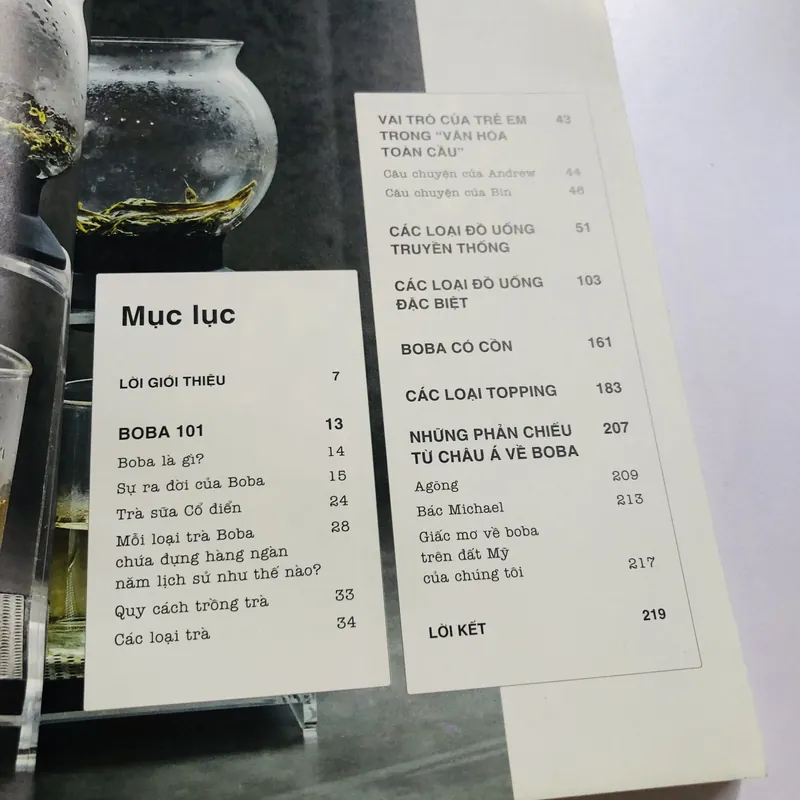 Mục lục
LỜI GIỚI THIỆU 7
BOBA 101 13
Boba là gì? 14
Sự ra đời của Boba 15
Trà sữa Cổ điển 24
Mỗi loại trà Boba 28
chứa đựng hàng ngàn
năm lịch sử như thế nào?
Quy cách trồng trà 33
Các loại trà 34
VAI TRÒ CỦA TRẺ EM 43
TRONG “VĂN HÓA
TOÀN CẦU”
Câu chuyện của Andrew 44
Câu chuyện của Bin 46
CÁC LOẠI ĐỒ UỐNG 51
TRUYỀN THỐNG
CÁC LOẠI ĐỒ UỐNG 103
ĐẶC BIỆT
BOBA CÓ CỒN 161
CÁC LOẠI TOPPING 183
NHỮNG PHẢN CHIẾU 207
TỪ CHÂU Á VỀ BOBA
Agōng 209
Bác Michael 213
Giấc mơ về boba
trên đất Mỹ
của chúng tôi 217
LỜI KẾT 219